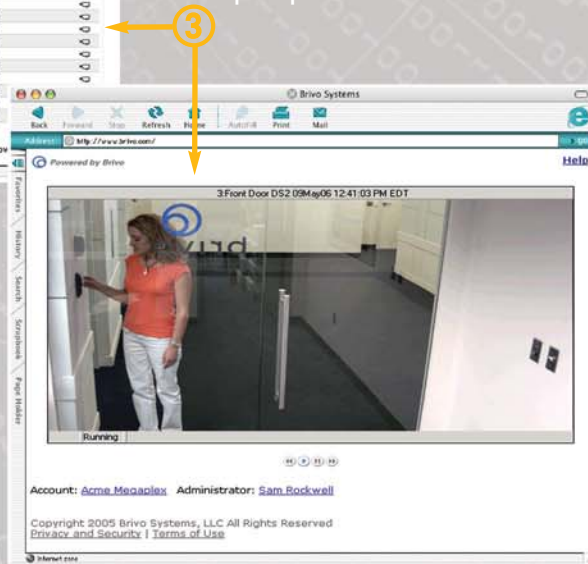 3
Brivo Systems
Back Forward Stop Refresh Home AutoFill Print Mail
Address: http://www.brivo.com/ go
Powered by Brivo
Help
Favorites
History
Search
Scrapbook
Page Holder
3:Front Door DS2 09May06 12:41:03 PM EDT
brivo
Running
Account: Acme Megaplex Administrator: Sam Rockwell
Copyright 2005 Brivo Systems, LLC All Rights Reserved
Privacy and Security | Terms of Use
Internet zone